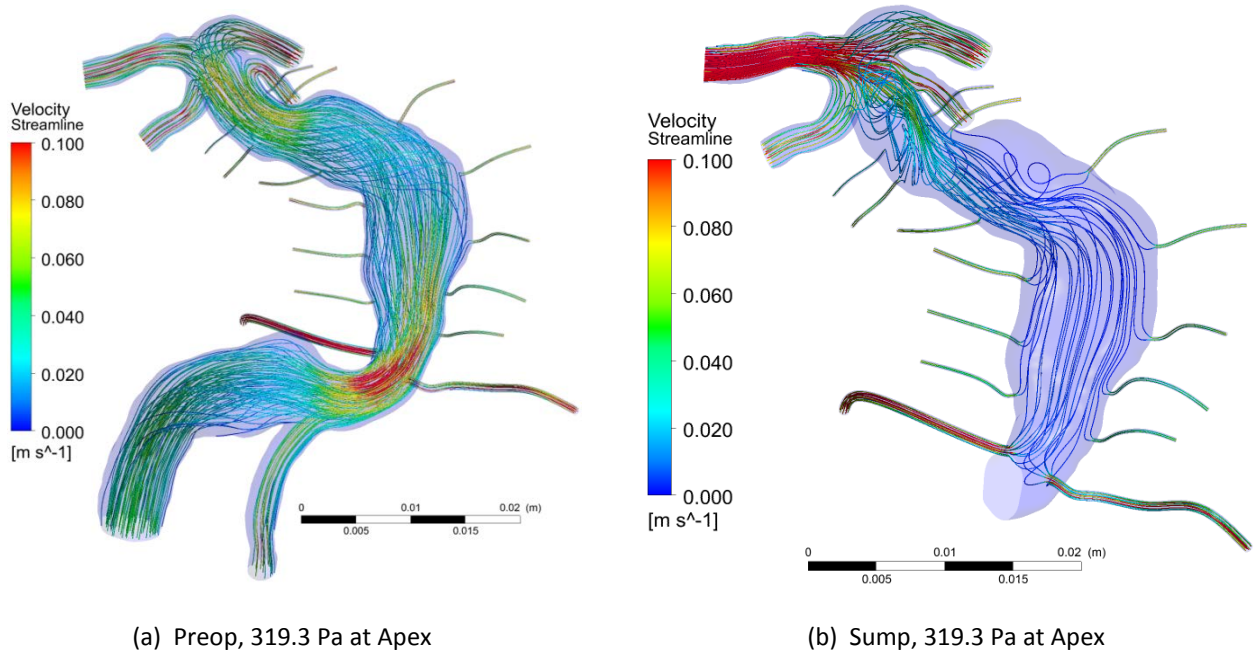 Velocity
Streamline
0.100
0.080
0.060
0.040
0.020
0.000
[m s^-1]
0 0.01 0.02 (m)
0.005 0.015
(a) Preop, 319.3 Pa at Apex
Velocity
Streamline
0.100
0.080
0.060
0.040
0.020
0.000
[m s^-1]
0 0.01 0.02 (m)
0.005 0.015
(b) Sump, 319.3 Pa at Apex